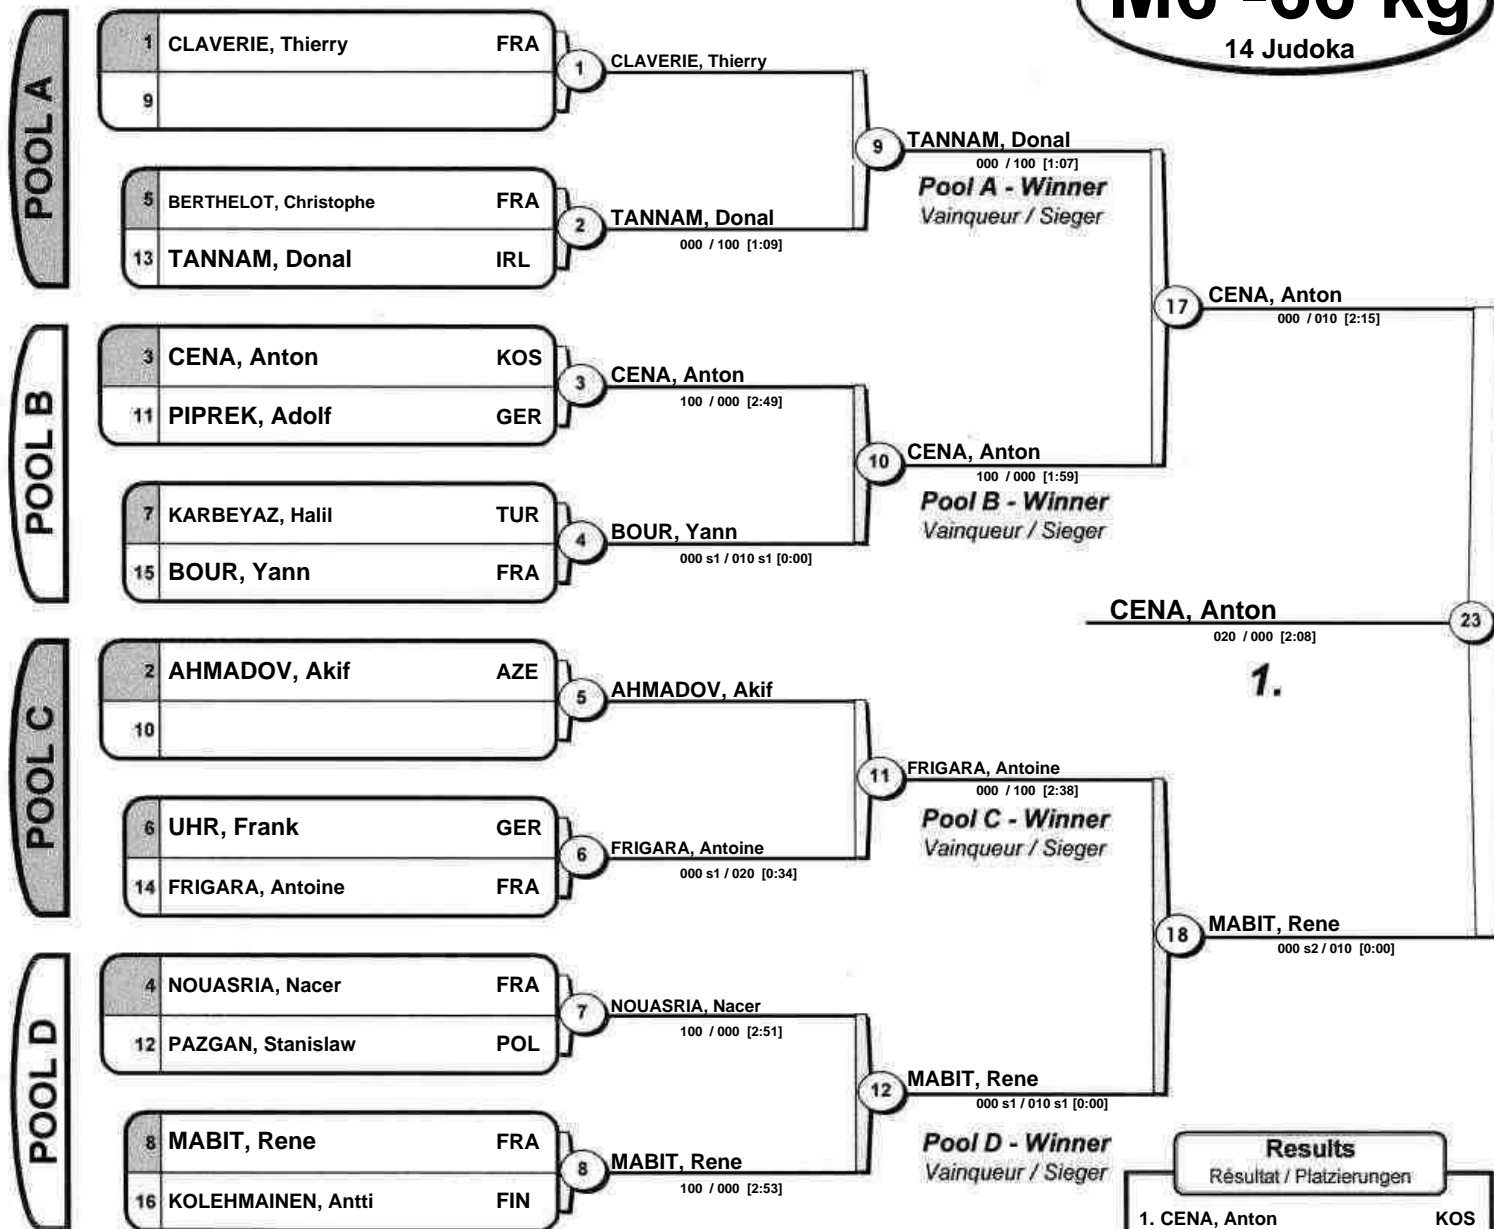 M6 -66 kg
14 Judoka
POOL A
1 CLAVERIE, Thierry FRA
9
1 CLAVERIE, Thierry
5 BERTHELOT, Christophe FRA
13 TANNAM, Donal IRL
2 TANNAM, Donal
000 / 100 [1:09]
9 TANNAM, Donal
000 / 100 [1:07]
Pool A - Winner
Vainqueur / Sieger
POOL B
3 CENA, Anton KOS
11 PIPREK, Adolf GER
3 CENA, Anton
100 / 000 [2:49]
7 KARBEYAZ, Halil TUR
15 BOUR, Yann FRA
4 BOUR, Yann
000 s1 / 010 s1 [0:00]
10 CENA, Anton
100 / 000 [1:59]
Pool B - Winner
Vainqueur / Sieger
17 CENA, Anton
000 / 010 [2:15]
CENA, Anton 23
020 / 000 [2:08]
1.
POOL C
2 AHMADOV, Akif AZE
10
5 AHMADOV, Akif
6 UHR, Frank GER
14 FRIGARA, Antoine FRA
6 FRIGARA, Antoine
000 s1 / 020 [0:34]
11 FRIGARA, Antoine
000 / 100 [2:38]
Pool C - Winner
Vainqueur / Sieger
18 MABIT, Rene
000 s2 / 010 [0:00]
POOL D
4 NOUASRIA, Nacer FRA
12 PAZGAN, Stanislaw POL
7 NOUASRIA, Nacer
100 / 000 [2:51]
8 MABIT, Rene FRA
16 KOLEHMAINEN, Antti FIN
8 MABIT, Rene
100 / 000 [2:53]
12 MABIT, Rene
000 s1 / 010 s1 [0:00]
Pool D - Winner
Vainqueur / Sieger
Results
Résultat / Platzierungen
1. CENA, Anton KOS